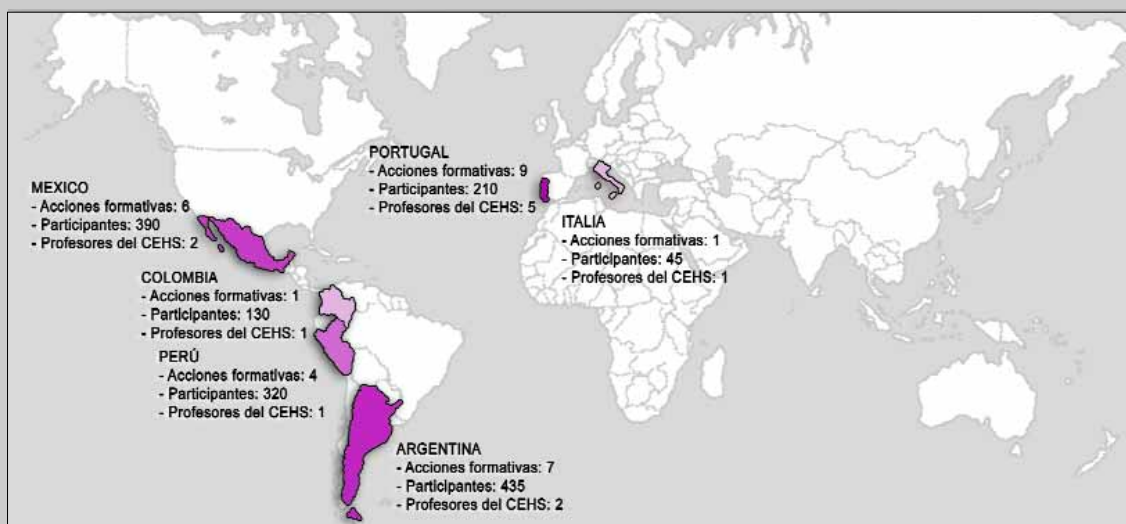 PORTUGAL
- Acciones formativas: 9
- Participantes: 210
- Profesores del CEHS: 5
MEXICO
- Acciones formativas: 6
- Participantes: 390
- Profesores del CEHS: 2
ITALIA
- Acciones formativas: 1
- Participantes: 45
- Profesores del CEHS: 1
COLOMBIA
- Acciones formativas: 1
- Participantes: 130
- Profesores del CEHS: 1
PERÚ
- Acciones formativas: 4
- Participantes: 320
- Profesores del CEHS: 1
ARGENTINA
- Acciones formativas: 7
- Participantes: 435
- Profesores del CEHS: 2